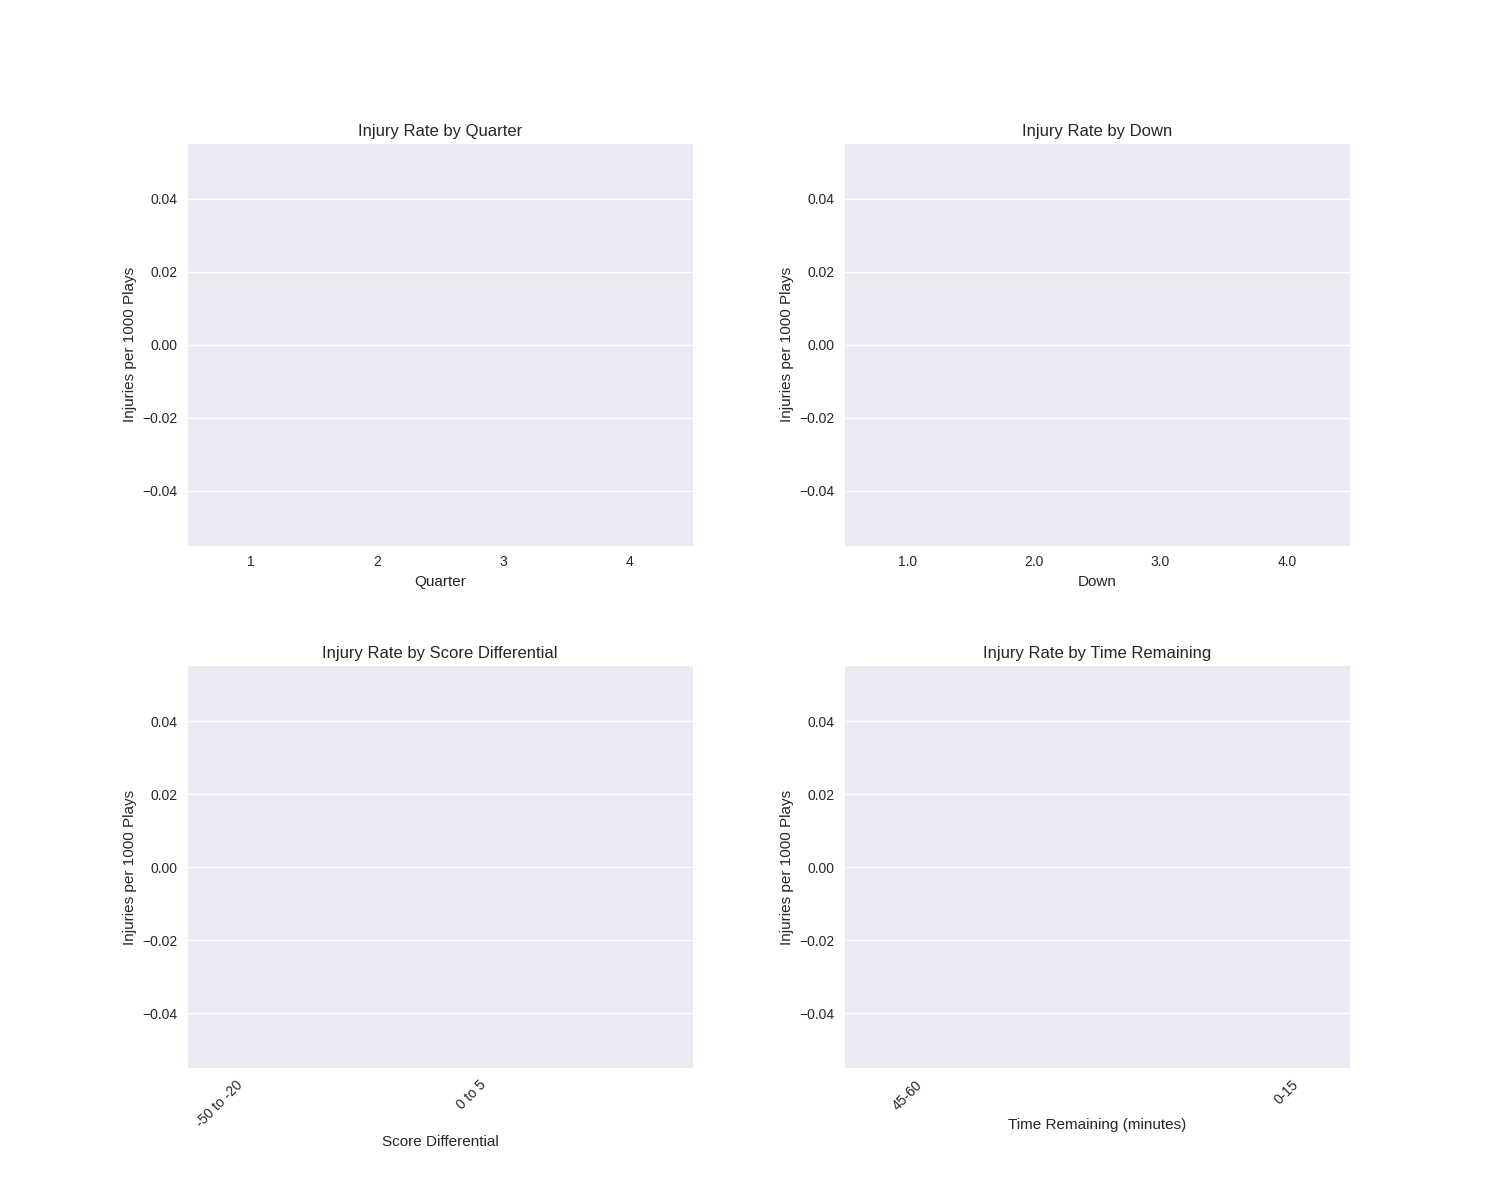 Injury Rate by Quarter
0.04
0.02
0.00
−0.02
−0.04
Injuries per 1000 Plays
1 2 3 4
Quarter
Injury Rate by Down
0.04
0.02
0.00
−0.02
−0.04
Injuries per 1000 Plays
1.0 2.0 3.0 4.0
Down
Injury Rate by Score Differential
0.04
0.02
0.00
−0.02
−0.04
Injuries per 1000 Plays
-50 to -20 0 to 5
Score Differential
Injury Rate by Time Remaining
0.04
0.02
0.00
−0.02
−0.04
Injuries per 1000 Plays
45-60 0-15
Time Remaining (minutes)